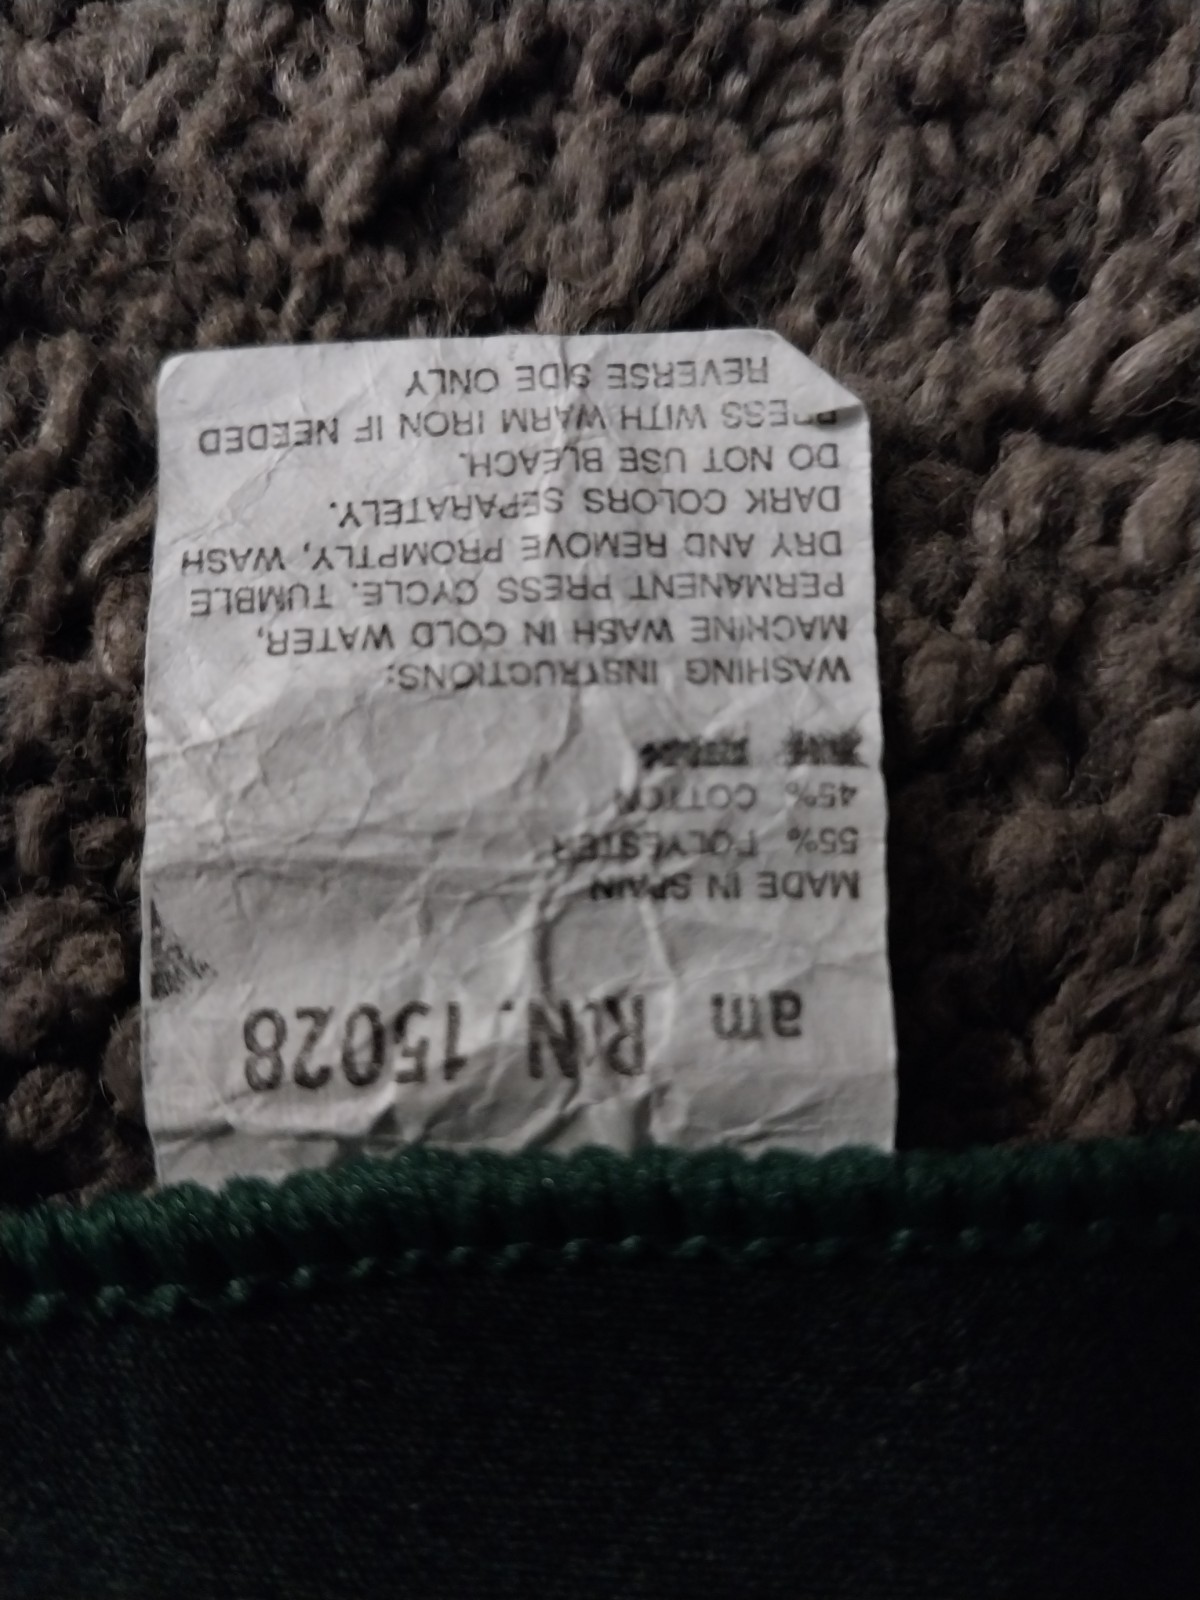 am RN. 15028
MADE IN SPAIN
55% POLYESTER
45% COTTON
WASHING INSTRUCTIONS:
MACHINE WASH IN COLD WATER,
PERMANENT PRESS CYCLE. TUMBLE
DRY AND REMOVE PROMPTLY, WASH
DARK COLORS SEPARATELY.
DO NOT USE BLEACH.
PRESS WITH WARM IRON IF NEEDED
REVERSE SIDE ONLY